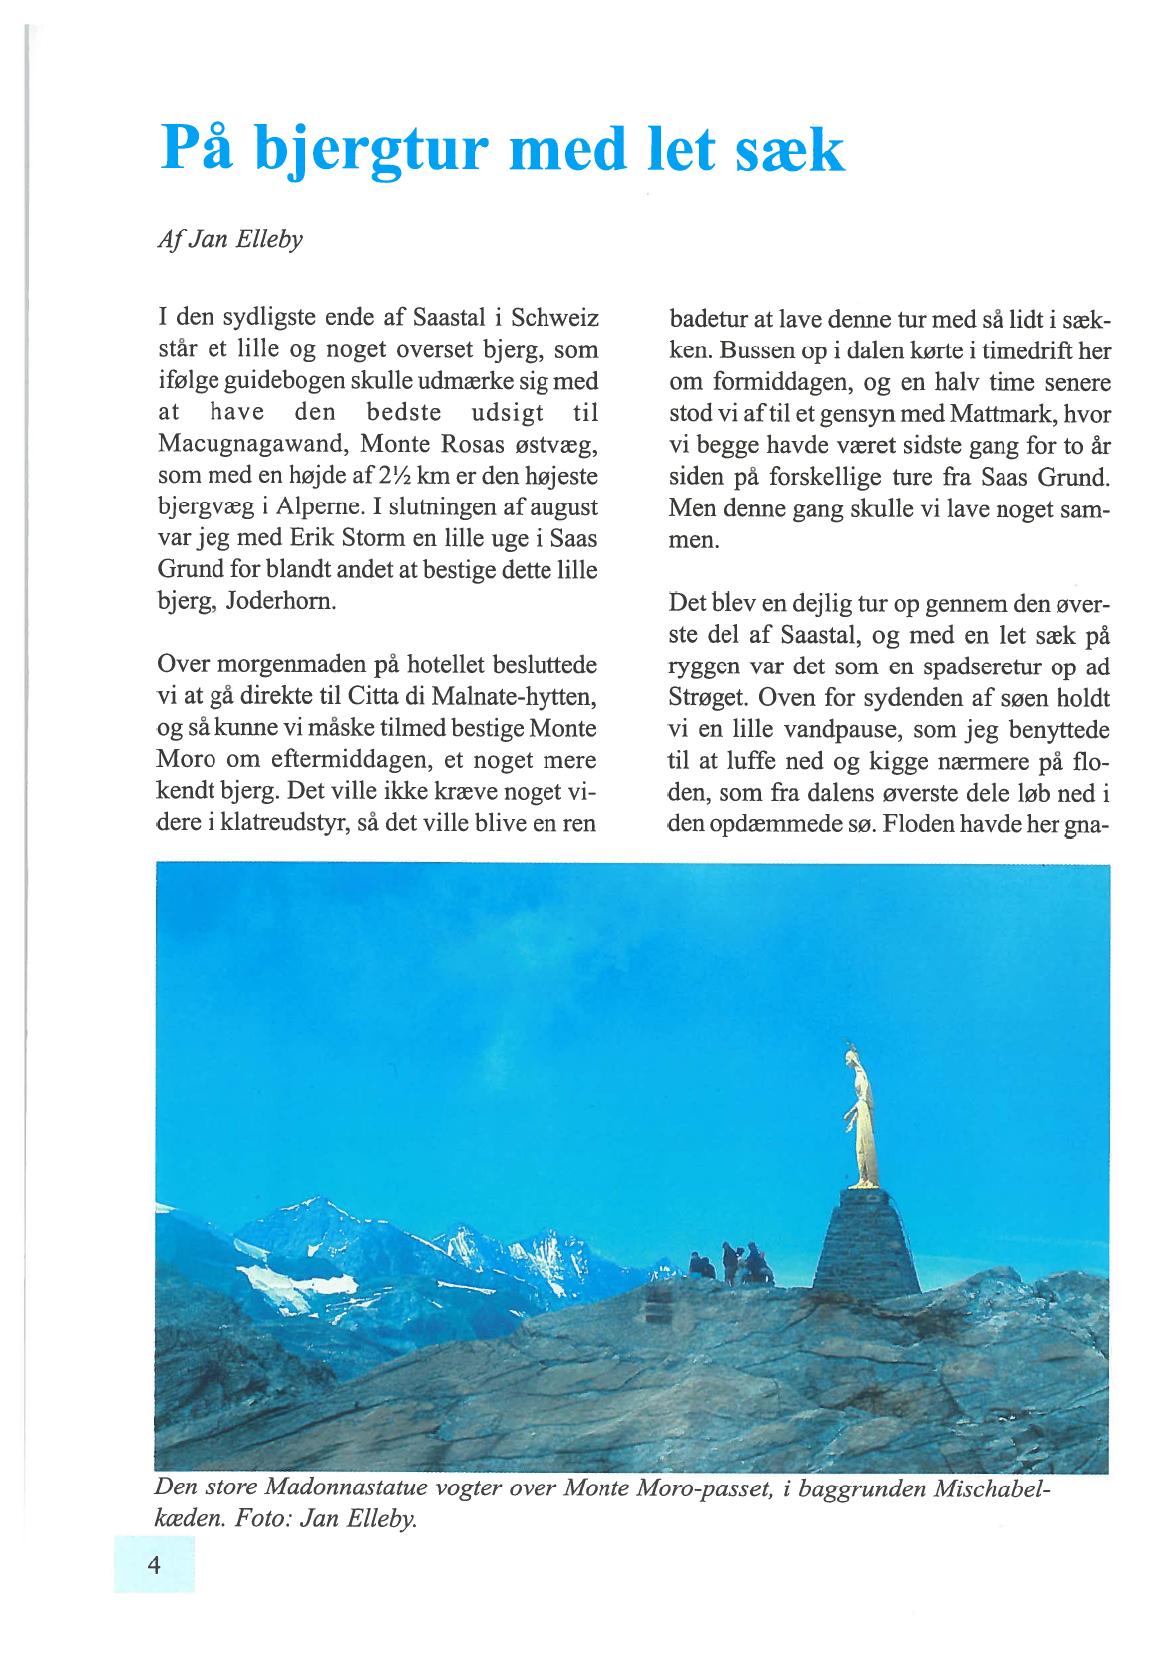 På bjergtur med let sæk
Af Jan Elleby
I den sydligste ende af Saastal i Schweiz
står et lille og noget overset bjerg, som
ifølge guidebogen skulle udmærke sig med
at have den bedste udsigt til
Macugnagawand, Monte Rosas østvæg,
som med en højde af 2½ km er den højeste
bjergvæg i Alperne. I slutningen af august
var jeg med Erik Storm en lille uge i Saas
Grund for blandt andet at bestige dette lille
bjerg, Joderhorn.
Over morgenmaden på hotellet besluttede
vi at gå direkte til Citta di Malnate-hytten,
og så kunne vi måske tilmed bestige Monte
Moro om eftermiddagen, et noget mere
kendt bjerg. Det ville ikke kræve noget vi-
dere i klatreudstyr, så det ville blive en ren
badetur at lave denne tur med så lidt i sæk-
ken. Bussen op i dalen kørte i timedrift her
om formiddagen, og en halv time senere
stod vi af til et gensyn med Mattmark, hvor
vi begge havde været sidste gang for to år
siden på forskellige ture fra Saas Grund.
Men denne gang skulle vi lave noget sam-
men.
Det blev en dejlig tur op gennem den øver-
ste del af Saastal, og med en let sæk på
ryggen var det som en spadseretur op ad
Strøget. Oven for sydenden af søen holdt
vi en lille vandpause, som jeg benyttede
til at luffe ned og kigge nærmere på flo-
den, som fra dalens øverste dele løb ned i
den opdæmmede sø. Floden havde her gna-
Den store Madonnastatue vogter over Monte Moro-passet, i baggrunden Mischabel-
kæden. Foto: Jan Elleby.
4